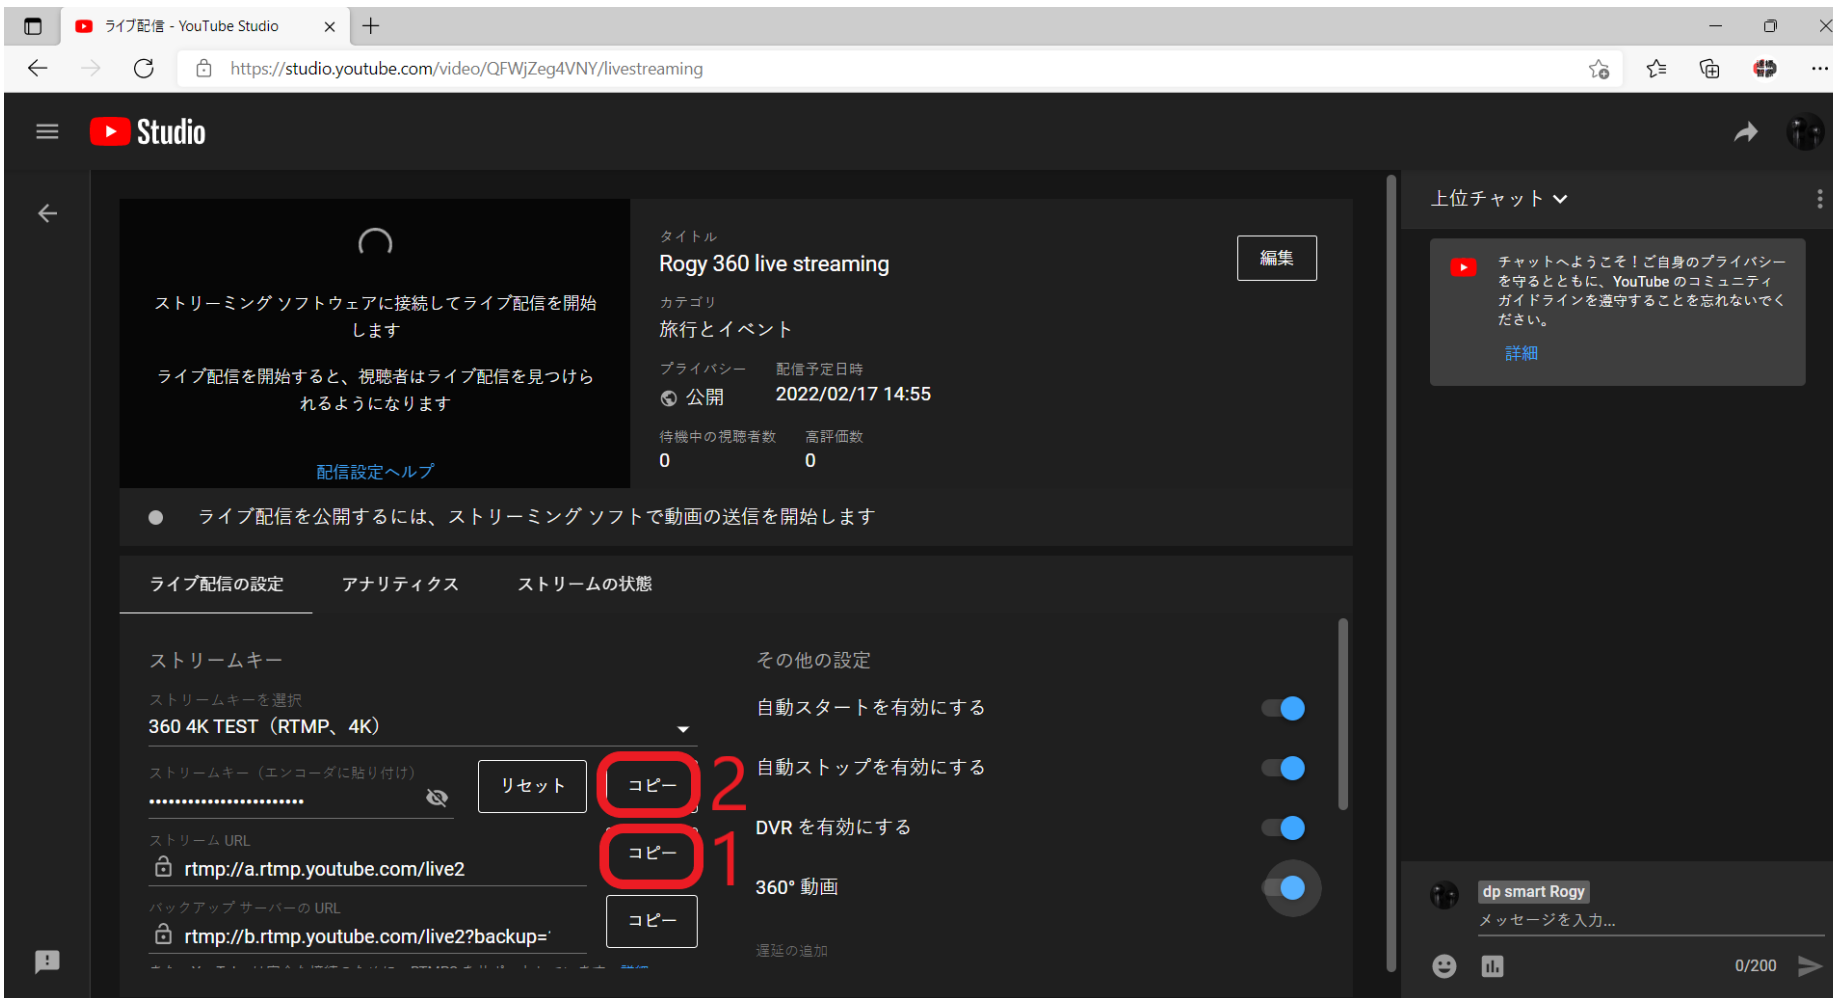 ライブ配信 - YouTube Studio
https://studio.youtube.com/video/QFWjZeg4VNY/livestreaming
Studio
ストリーミング ソフトウェアに接続してライブ配信を開始
します
ライブ配信を開始すると、視聴者はライブ配信を見つけら
れるようになります
配信設定ヘルプ
タイトル
Rogy 360 live streaming
編集
カテゴリ
旅行とイベント
プライバシー 配信予定日時
公開 2022/02/17 14:55
待機中の視聴者数 高評価数
0 0
ライブ配信を公開するには、ストリーミング ソフトで動画の送信を開始します
ライブ配信の設定 アナリティクス ストリームの状態
ストリームキー
ストリームキーを選択
360 4K TEST（RTMP、4K）
ストリームキー（エンコーダに貼り付け）
••••••••••••••••••••••••
リセット
コピー
2
ストリーム URL
rtmp://a.rtmp.youtube.com/live2
コピー
1
バックアップ サーバーの URL
rtmp://b.rtmp.youtube.com/live2?backup=
コピー
その他の設定
自動スタートを有効にする
自動ストップを有効にする
DVR を有効にする
360° 動画
遅延の追加
上位チャット
チャットへようこそ！ご自身のプライバシー
を守るとともに、YouTube のコミュニティ
ガイドラインを遵守することを忘れないでく
ださい。
詳細
dp smart Rogy
メッセージを入力...
0/200